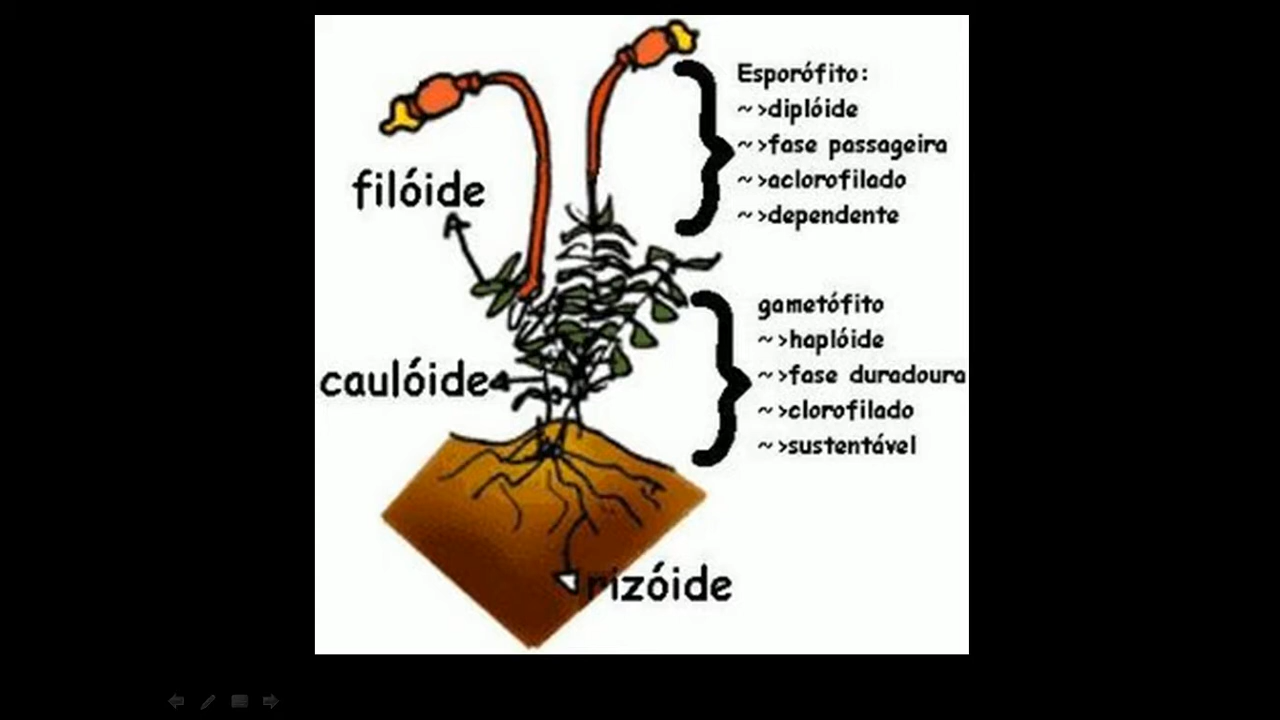 Esporófito:
~>diplóide
~>fase passageira
~>aclorofilado
~>dependente
filóide
gametófito
~>haplóide
~>fase duradoura
~>clorofilado
~>sustentável
caulóide
rizóide